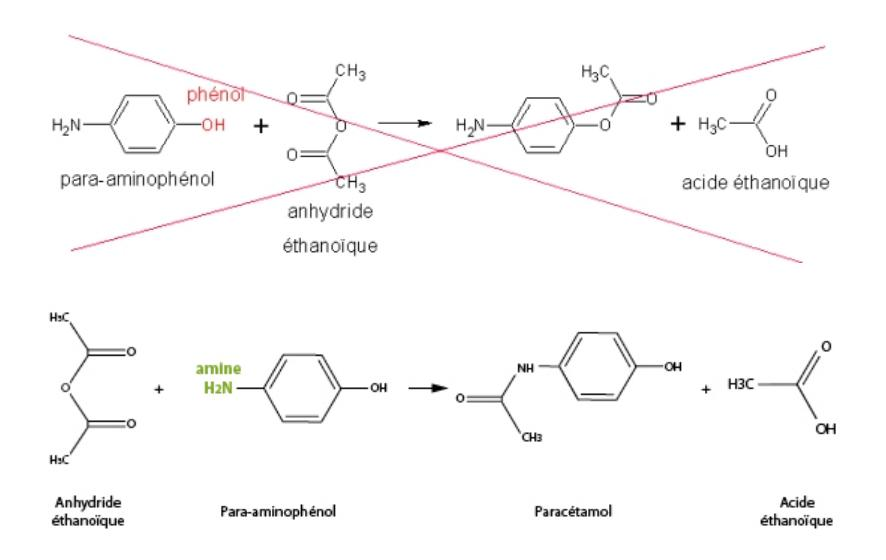 CH3
H3C
phénol
O
O
O
H2N
OH
+
O
H2N
O
+
H3C
O
OH
para-aminophénol
CH3
acide éthanoïque
anhydride
éthanoïque
H3C
O
O
O
H3C
+
amine
H2N
OH
NH
OH
O
CH3
+
H3C
O
OH
Anhydride
éthanoïque
Para-aminophénol
Paracétamol
Acide
éthanoïque